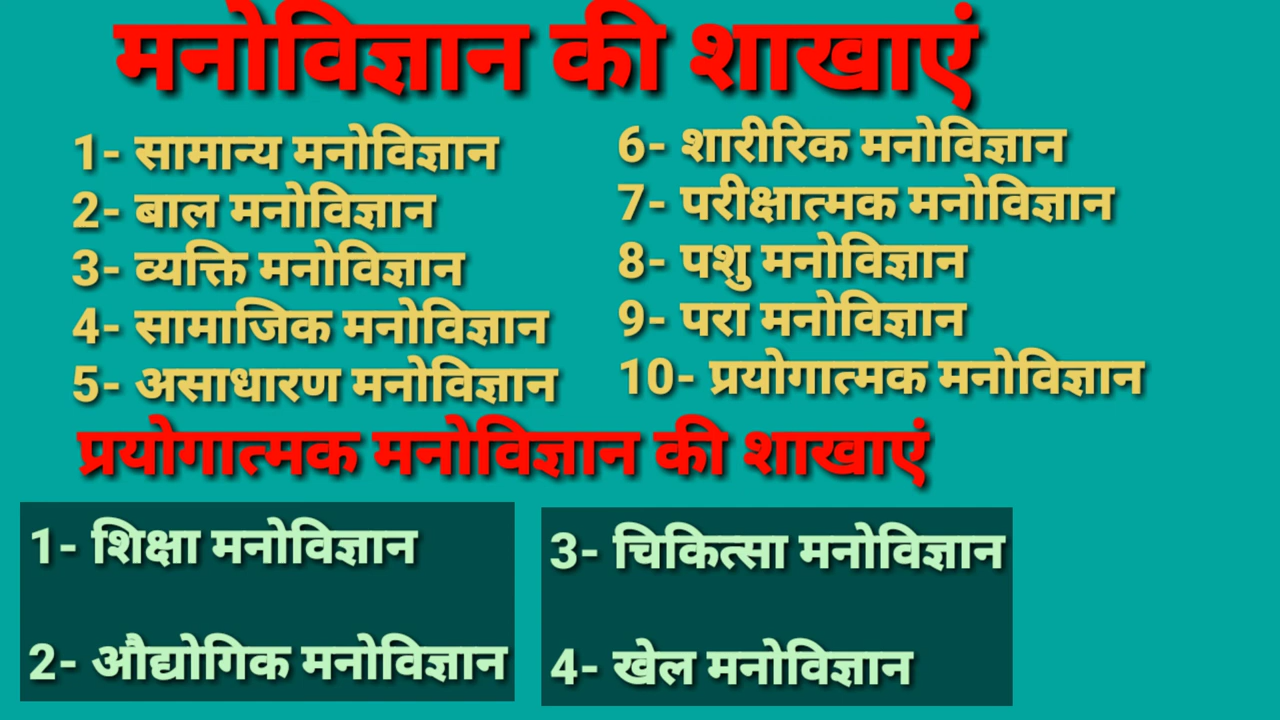 मनोविज्ञान की शाखाएं
1- सामान्य मनोविज्ञान
2- बाल मनोविज्ञान
3- व्यक्ति मनोविज्ञान
4- सामाजिक मनोविज्ञान
5- असाधारण मनोविज्ञान
6- शारीरिक मनोविज्ञान
7- परीक्षात्मक मनोविज्ञान
8- पशु मनोविज्ञान
9- परा मनोविज्ञान
10- प्रयोगात्मक मनोविज्ञान
प्रयोगात्मक मनोविज्ञान की शाखाएं
1- शिक्षा मनोविज्ञान
2- औद्योगिक मनोविज्ञान
3- चिकित्सा मनोविज्ञान
4- खेल मनोविज्ञान